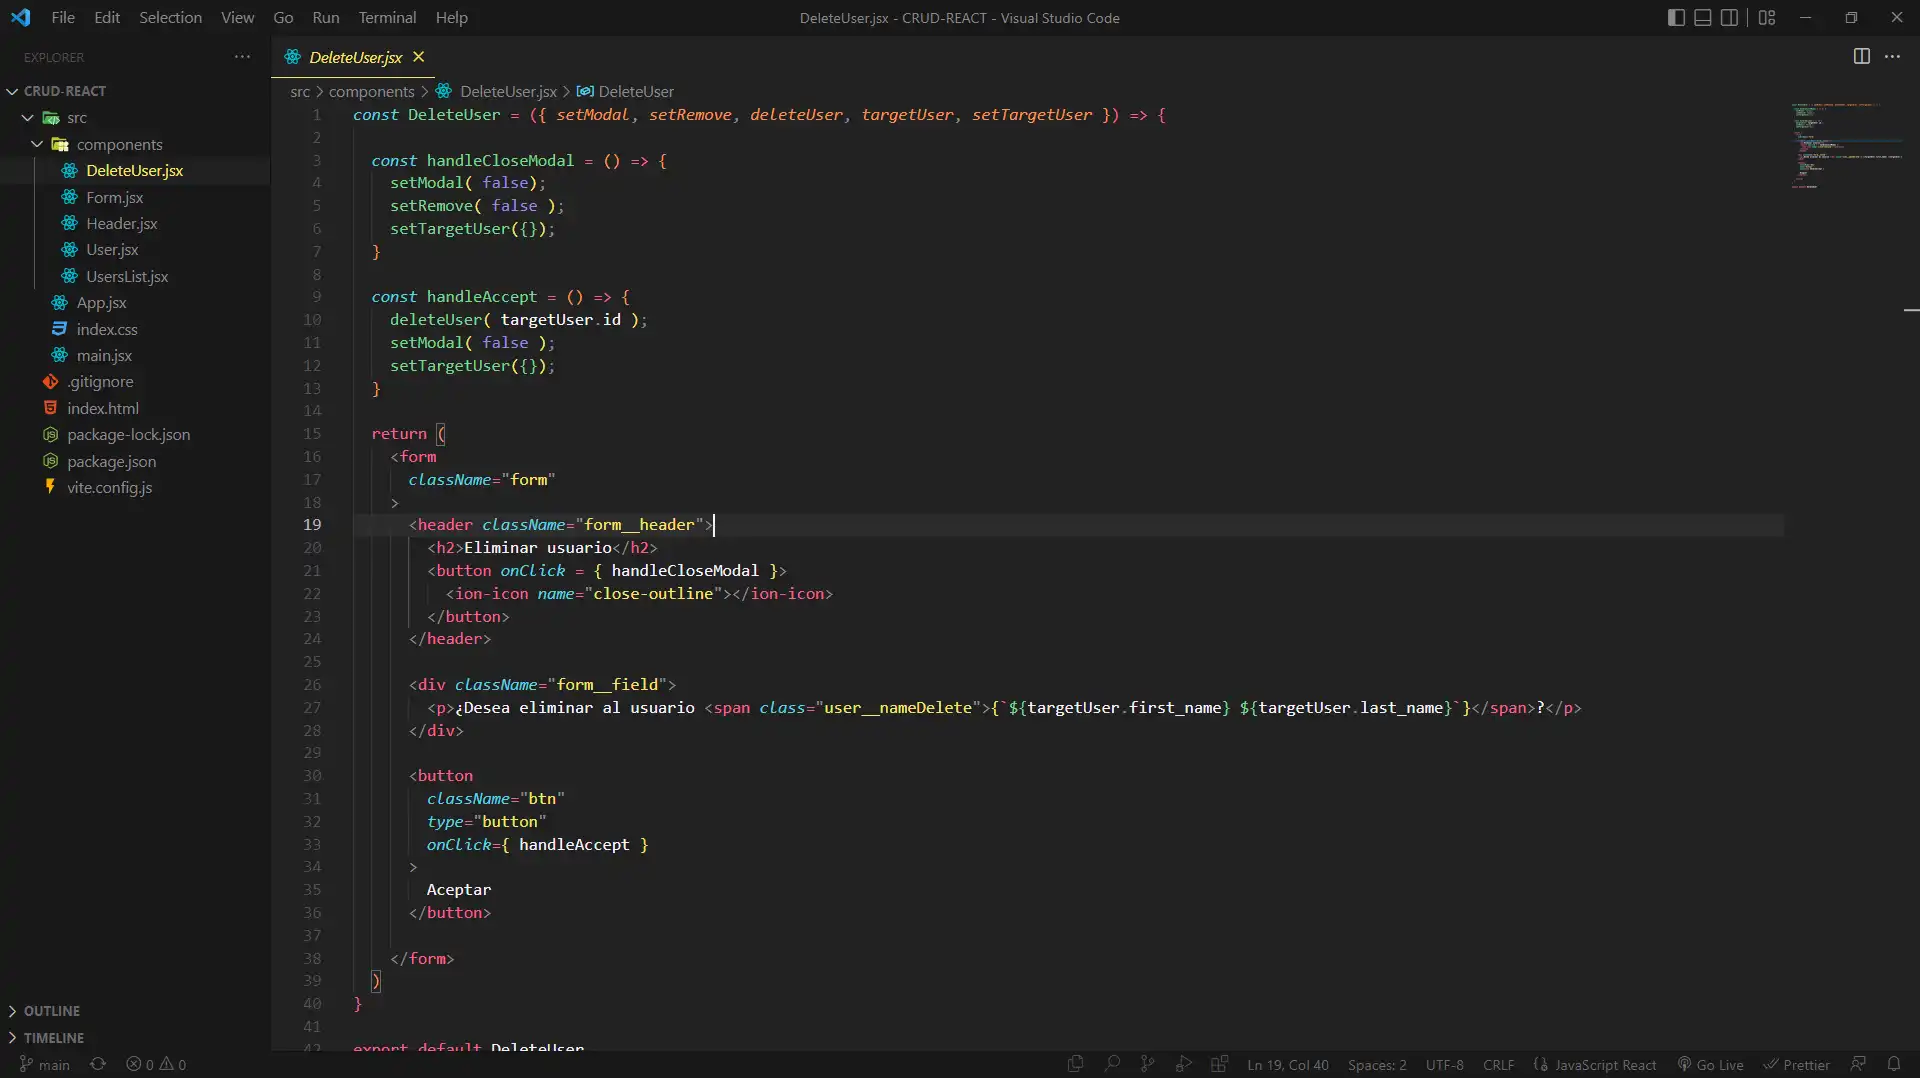 File Edit Selection View Go Run Terminal Help
DeleteUser.jsx - CRUD-REACT - Visual Studio Code
EXPLORER
CRUD-REACT
src
components
DeleteUser.jsx
Form.jsx
Header.jsx
User.jsx
UsersList.jsx
App.jsx
index.css
main.jsx
.gitignore
index.html
package-lock.json
package.json
vite.config.js
OUTLINE
TIMELINE
DeleteUser.jsx
src > components > DeleteUser.jsx > DeleteUser
1 const DeleteUser = ({ setModal, setRemove, deleteUser, targetUser, setTargetUser }) => {
2
3 const handleCloseModal = () => {
4 setModal( false);
5 setRemove( false );
6 setTargetUser({});
7 }
8
9 const handleAccept = () => {
10 deleteUser( targetUser.id );
11 setModal( false );
12 setTargetUser({});
13 }
14
15 return (
16 <form
17 className="form"
18 >
19 <header className="form__header">
20 <h2>Eliminar usuario</h2>
21 <button onClick = { handleCloseModal }>
22 <ion-icon name="close-outline"></ion-icon>
23 </button>
24 </header>
25
26 <div className="form__field">
27 <p>¿Desea eliminar al usuario <span class="user__nameDelete">{`${targetUser.first_name} ${targetUser.last_name}`}</span>?</p>
28 </div>
29
30 <button
31 className="btn"
32 type="button"
33 onClick={ handleAccept }
34 >
35 Aceptar
36 </button>
37
38 </form>
39 )
40 }
41
42 export default DeleteUser
main 0 0 Ln 19, Col 40 Spaces: 2 UTF-8 CRLF JavaScript React Go Live Prettier